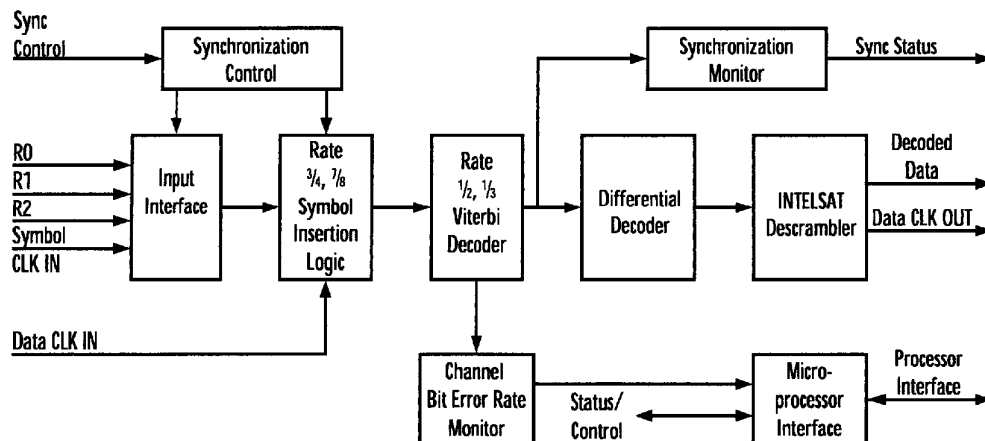 Sync
Control
Synchronization
Control
Synchronization
Monitor
Sync Status
R0
R1
R2
Symbol
CLK IN
Input
Interface
Rate
3/4, 7/8
Symbol
Insertion
Logic
Rate
1/2, 1/3
Viterbi
Decoder
Differential
Decoder
INTELSAT
Descrambler
Decoded
Data
Data CLK OUT
Data CLK IN
Channel
Bit Error Rate
Monitor
Status/
Control
Micro-
processor
Interface
Processor
Interface